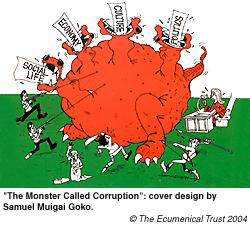 SOCIAL
LIFE
ECONOMY
CULTURE
POLITICS
"The Monster Called Corruption": cover design by
Samuel Muigai Goko.
© The Ecumenical Trust 2004